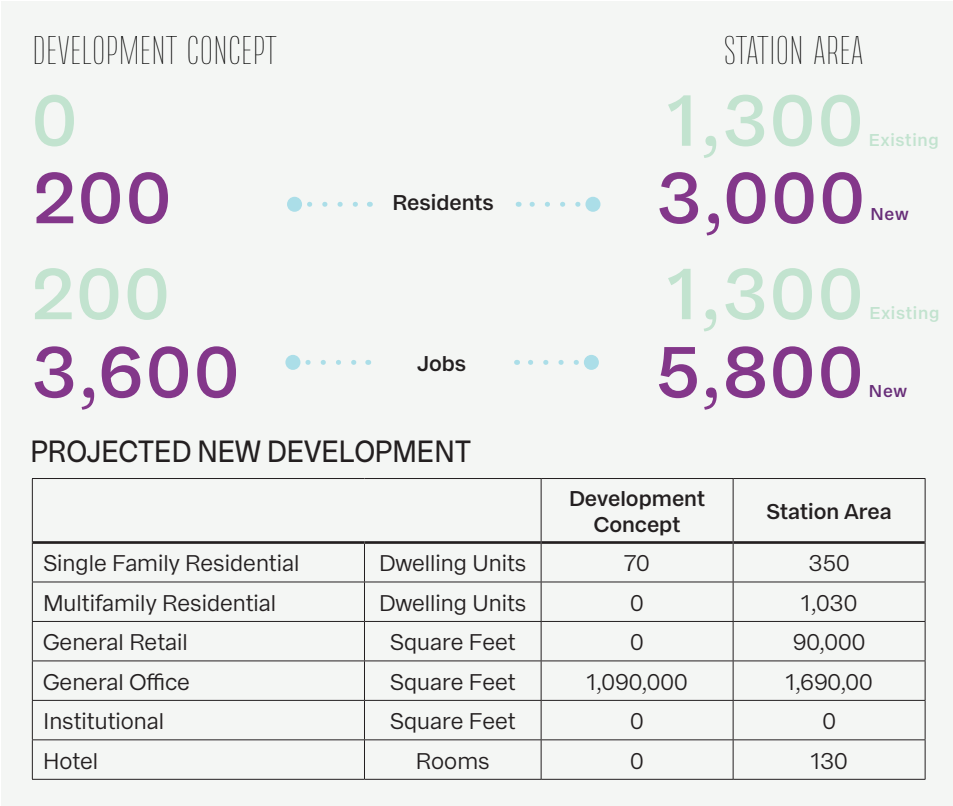 DEVELOPMENT CONCEPT STATION AREA
0 1,300 Existing
200 Residents 3,000 New
200 1,300 Existing
3,600 Jobs 5,800 New
PROJECTED NEW DEVELOPMENT
Development Concept Station Area
Single Family Residential Dwelling Units 70 350
Multifamily Residential Dwelling Units 0 1,030
General Retail Square Feet 0 90,000
General Office Square Feet 1,090,000 1,690,00
Institutional Square Feet 0 0
Hotel Rooms 0 130